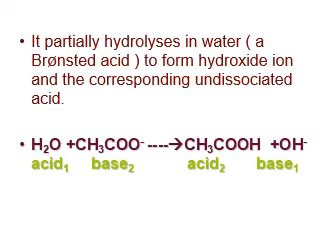 • It partially hydrolyses in water ( a
Brønsted acid ) to form hydroxide ion
and the corresponding undissociated
acid.
• H₂O +CH₃COO⁻ ----→CH₃COOH +OH⁻
acid₁ base₂ acid₂ base₁